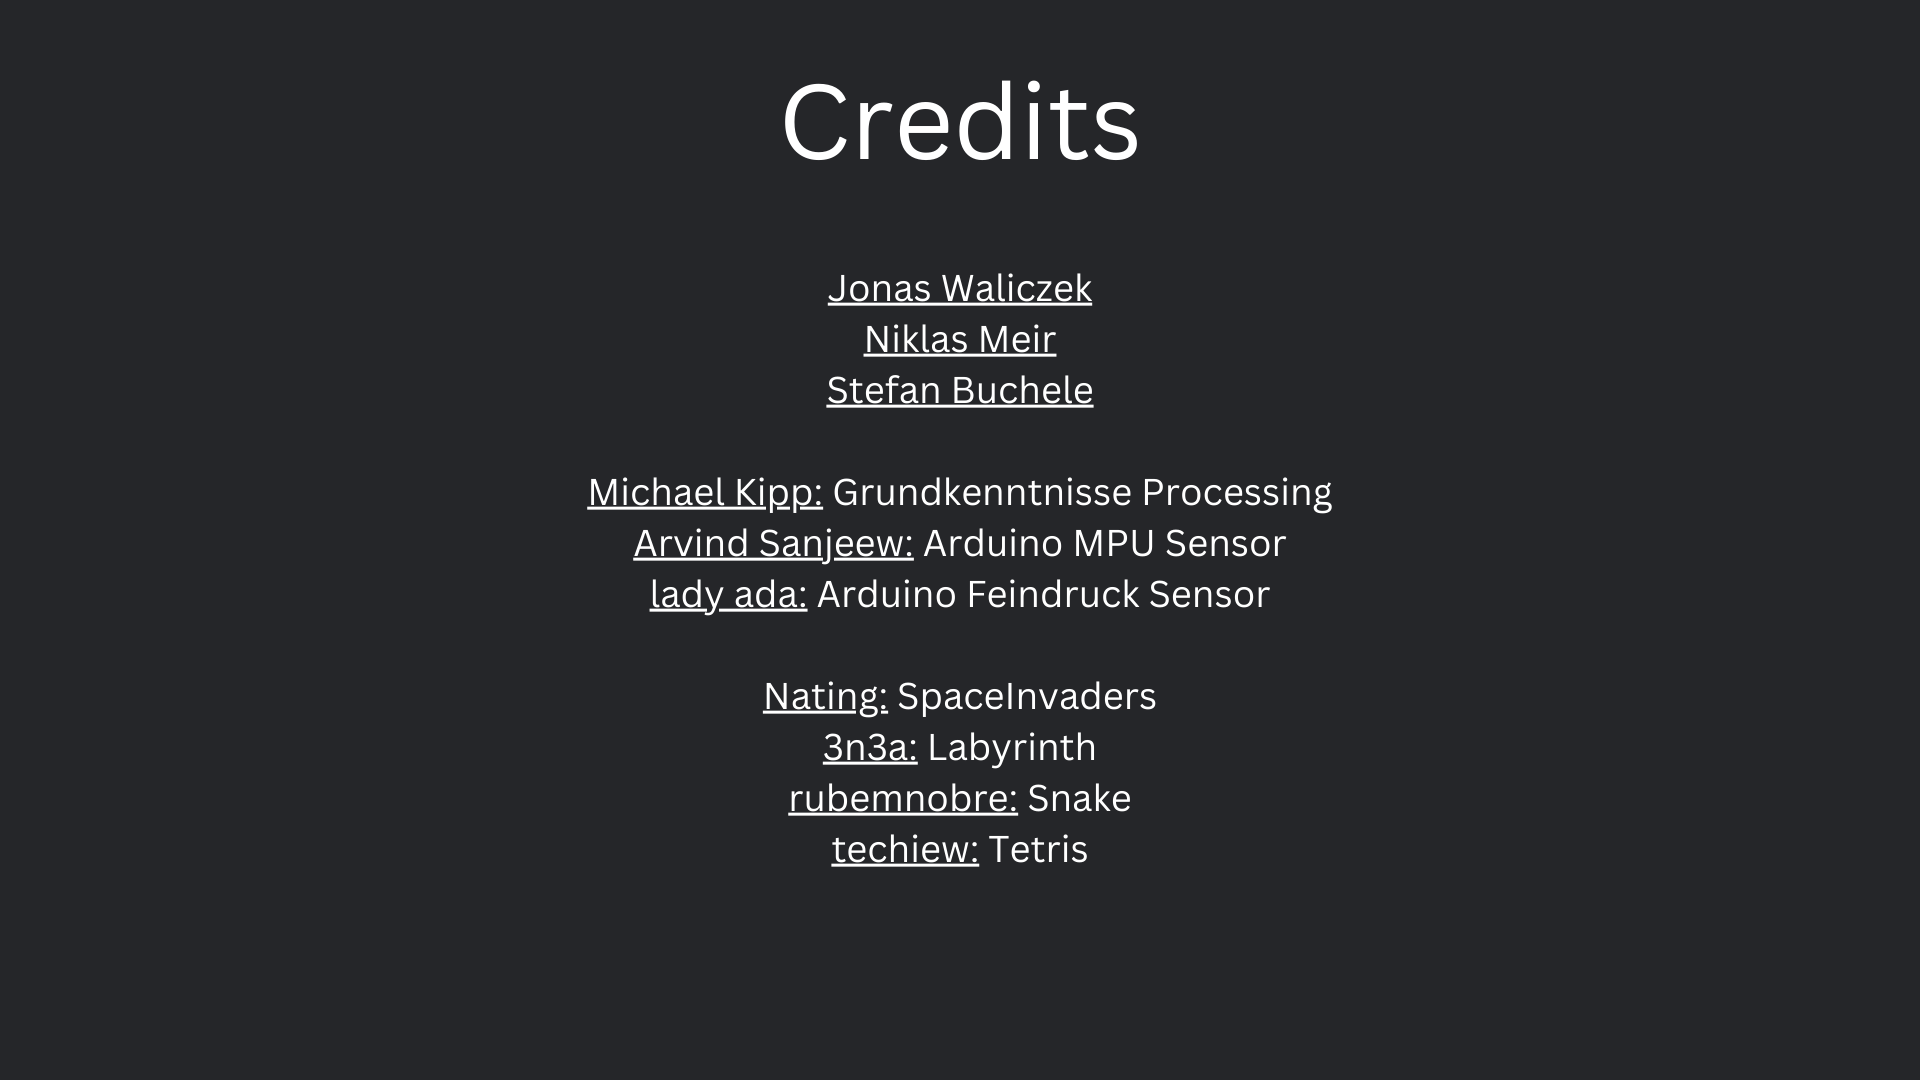 Credits
Jonas Waliczek
Niklas Meir
Stefan Buchele
Michael Kipp: Grundkenntnisse Processing
Arvind Sanjeew: Arduino MPU Sensor
lady ada: Arduino Feindruck Sensor
Nating: SpaceInvaders
3n3a: Labyrinth
rubemnobre: Snake
techiew: Tetris